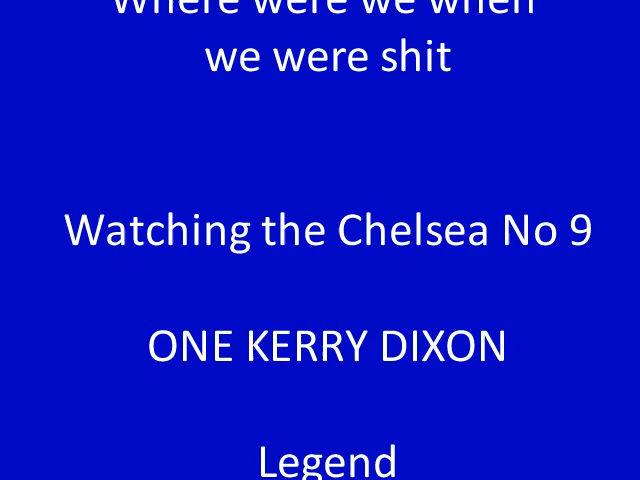 Where were we when
we were shit
Watching the Chelsea No 9
ONE KERRY DIXON
Legend